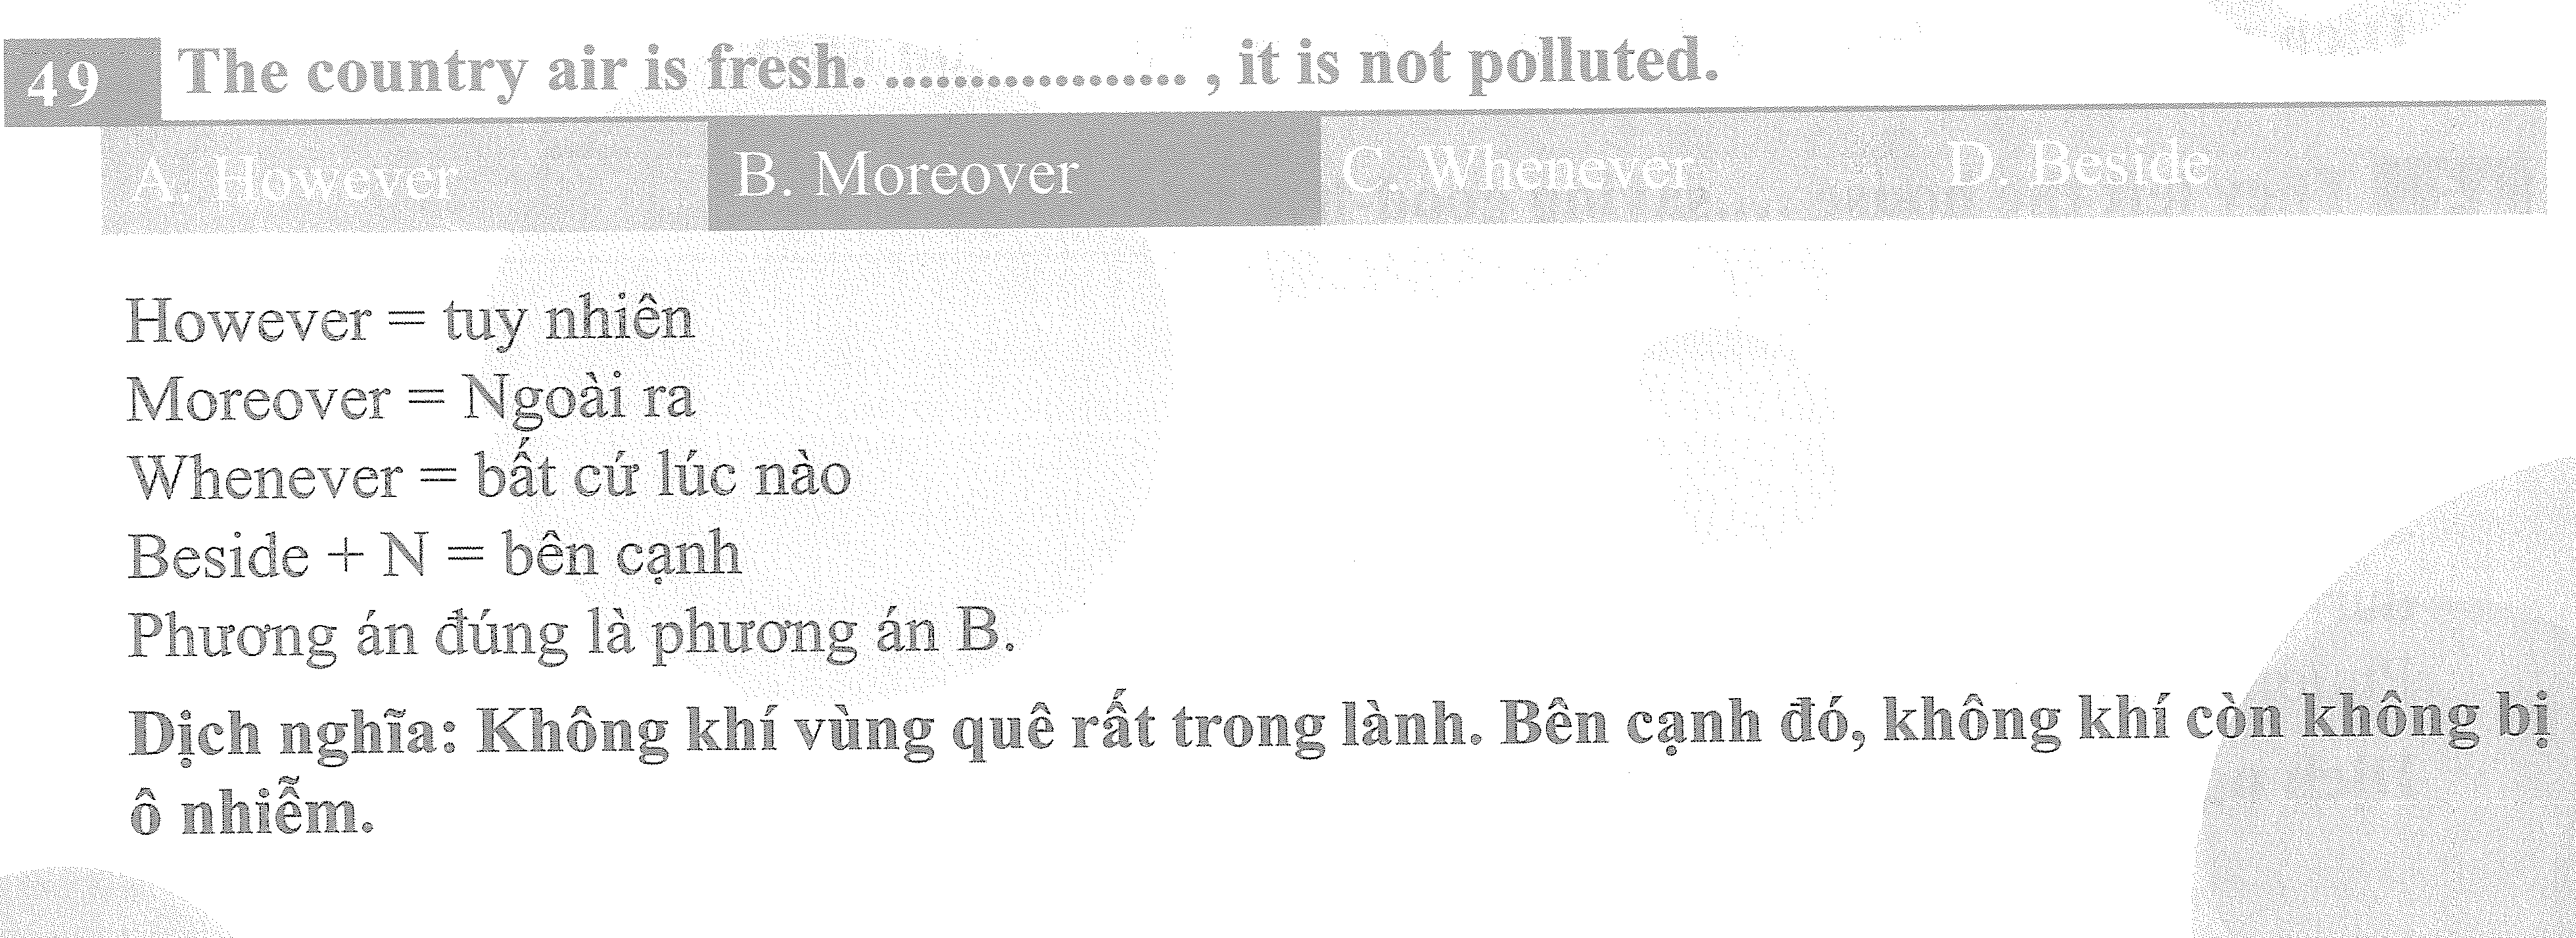 49 The country air is fresh. .................. , it is not polluted.
A. However B. Moreover C. Whenever D. Beside
However = tuy nhiên
Moreover = Ngoài ra
Whenever = bất cứ lúc nào
Beside + N = bên cạnh
Phương án đúng là phương án B.
Dịch nghĩa: Không khí vùng quê rất trong lành. Bên cạnh đó, không khí còn không bị
ô nhiễm.